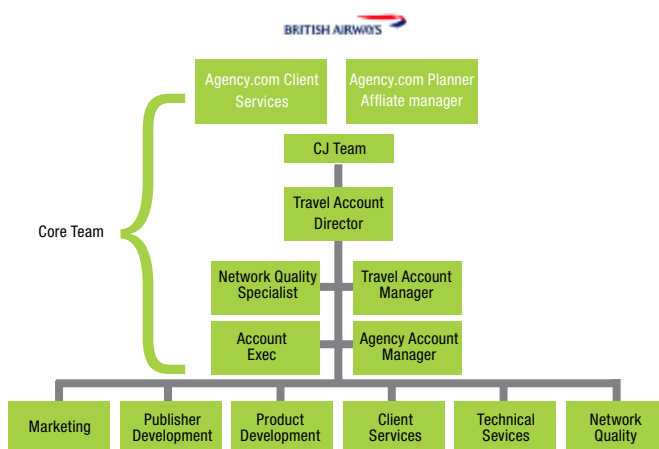 BRITISH AIRWAYS
Agency.com Client
Services
Agency.com Planner
Affliate manager
CJ Team
Travel Account
Director
Core Team
Network Quality
Specialist
Travel Account
Manager
Account
Exec
Agency Account
Manager
Marketing
Publisher
Development
Product
Development
Client
Services
Technical
Sevices
Network
Quality